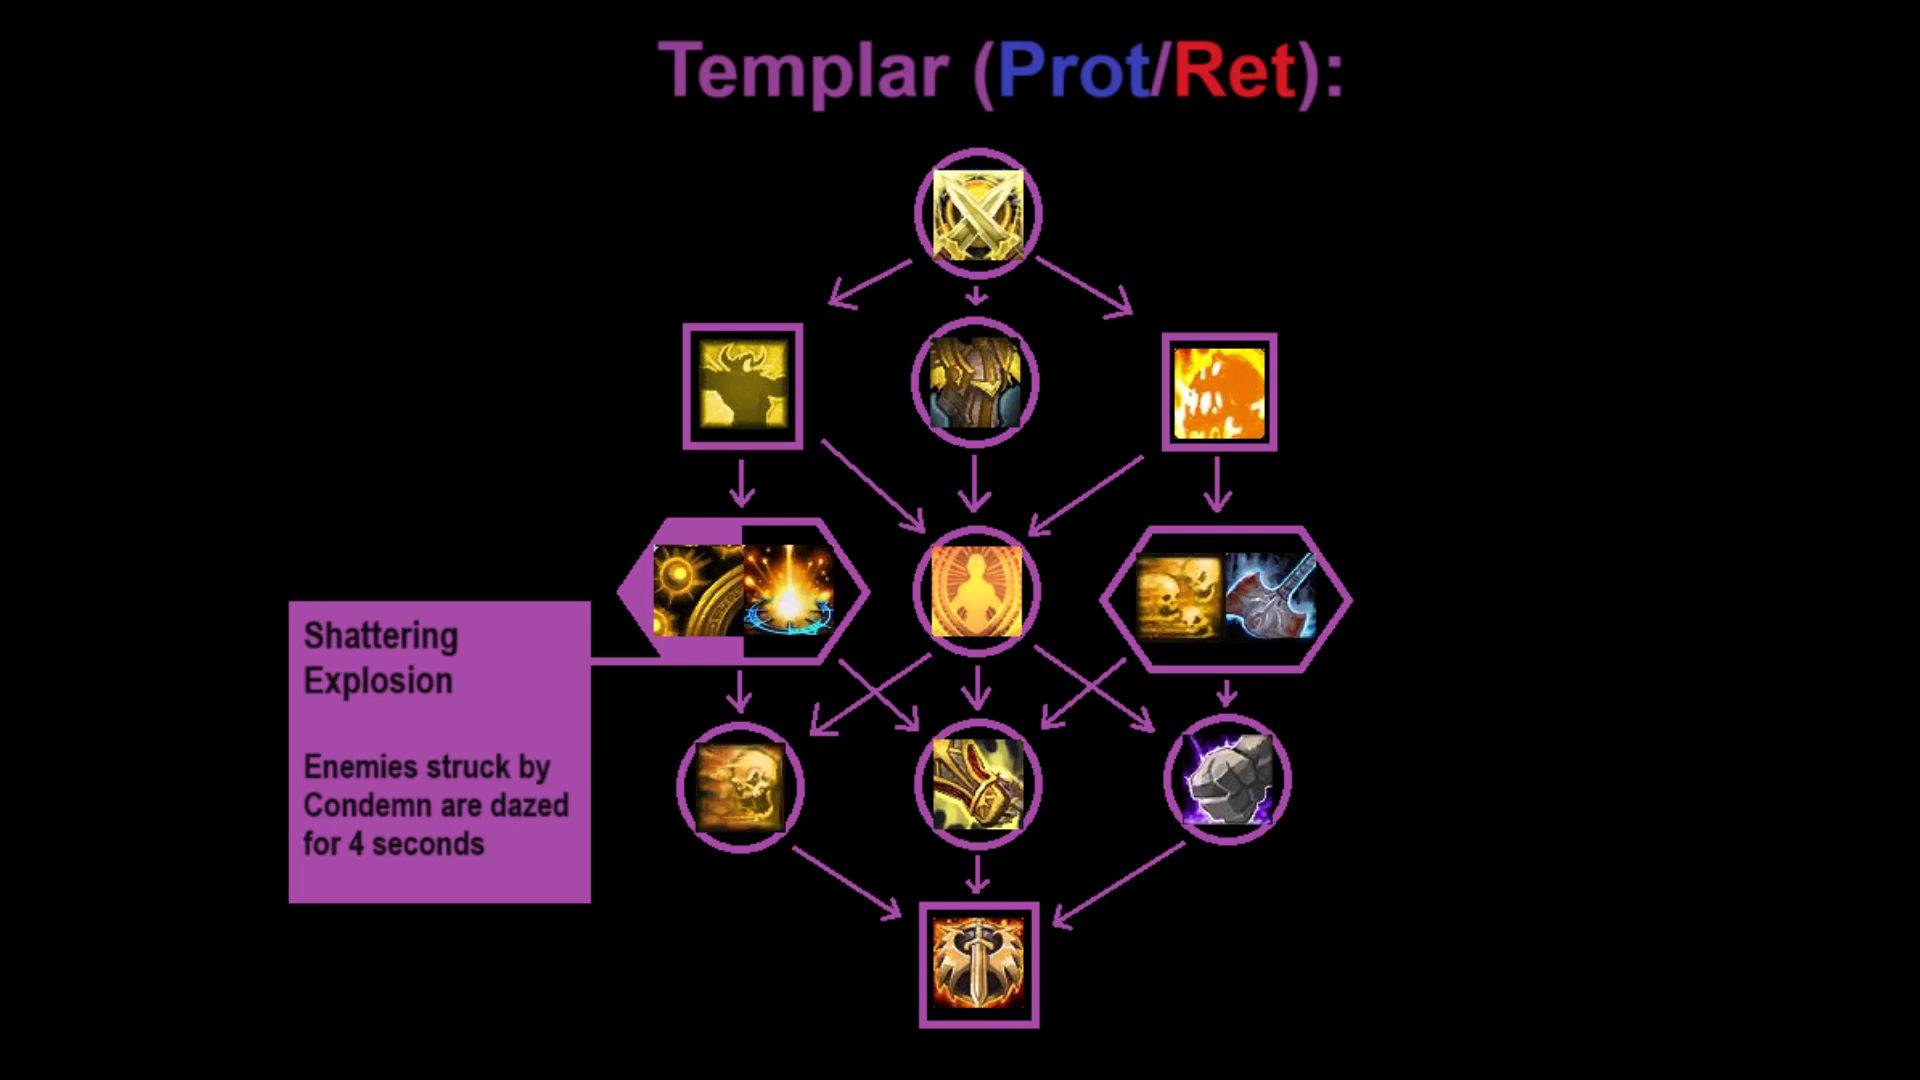 Templar (Prot/Ret):
Shattering
Explosion
Enemies struck by
Condemn are dazed
for 4 seconds